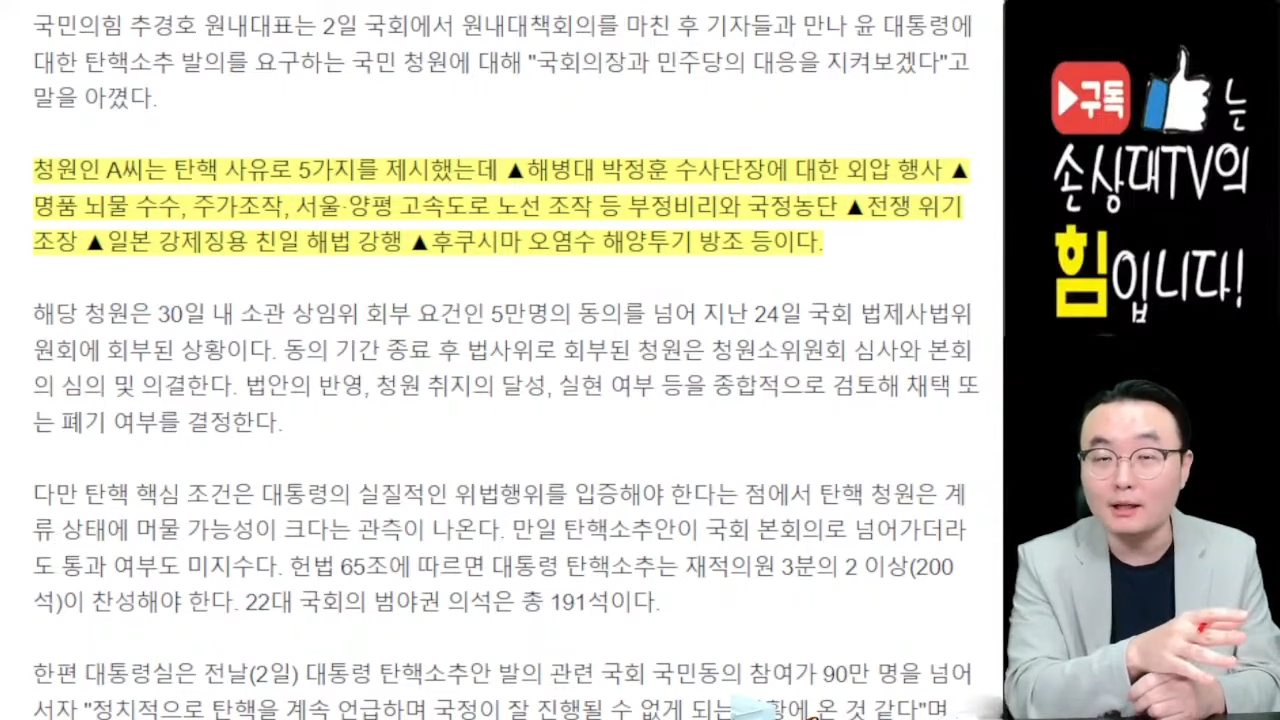 국민의힘 추경호 원내대표는 2일 국회에서 원내대책회의를 마친 후 기자들과 만나 윤 대통령에
대한 탄핵소추 발의를 요구하는 국민 청원에 대해 "국회의장과 민주당의 대응을 지켜보겠다"고
말을 아꼈다.
청원인 A씨는 탄핵 사유로 5가지를 제시했는데 ▲해병대 박정훈 수사단장에 대한 외압 행사 ▲
명품 뇌물 수수, 주가조작, 서울·양평 고속도로 노선 조작 등 부정비리와 국정농단 ▲전쟁 위기
조장 ▲일본 강제징용 친일 해법 강행 ▲후쿠시마 오염수 해양투기 방조 등이다.
해당 청원은 30일 내 소관 상임위 회부 요건인 5만명의 동의를 넘어 지난 24일 국회 법제사법위
원회에 회부된 상황이다. 동의 기간 종료 후 법사위로 회부된 청원은 청원소위원회 심사와 본회
의 심의 및 의결한다. 법안의 반영, 청원 취지의 달성, 실현 여부 등을 종합적으로 검토해 채택 또
는 폐기 여부를 결정한다.
다만 탄핵 핵심 조건은 대통령의 실질적인 위법행위를 입증해야 한다는 점에서 탄핵 청원은 계
류 상태에 머물 가능성이 크다는 관측이 나온다. 만일 탄핵소추안이 국회 본회의로 넘어가더라
도 통과 여부도 미지수다. 헌법 65조에 따르면 대통령 탄핵소추는 재적의원 3분의 2 이상(200
석)이 찬성해야 한다. 22대 국회의 범야권 의석은 총 191석이다.
한편 대통령실은 전날(2일) 대통령 탄핵소추안 발의 관련 국회 국민동의 참여가 90만 명을 넘어
서자 "정치적으로 탄핵을 계속 언급하며 국정이 잘 진행될 수 없게 되는 온 것 같다"며
구독 는
손상대TV의
힘입니다!